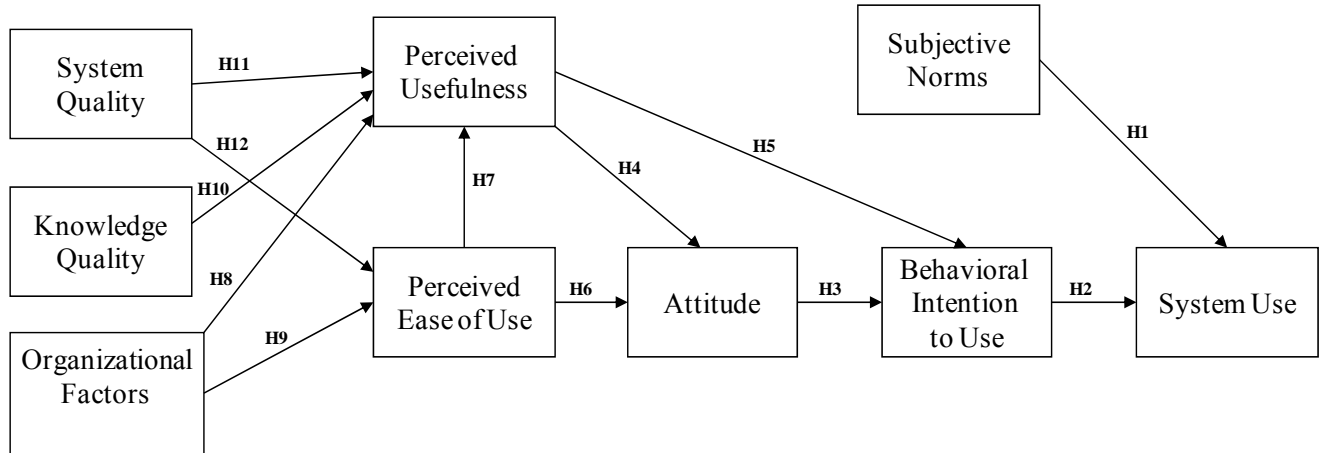 System
Quality
Knowledge
Quality
Organizational
Factors
H11
H12
H10
H8
H9
Perceived
Usefulness
H7
Perceived
Ease of Use
H4
H5
H6
Attitude
H3
Subjective
Norms
H1
Behavioral
Intention
to Use
H2
System Use